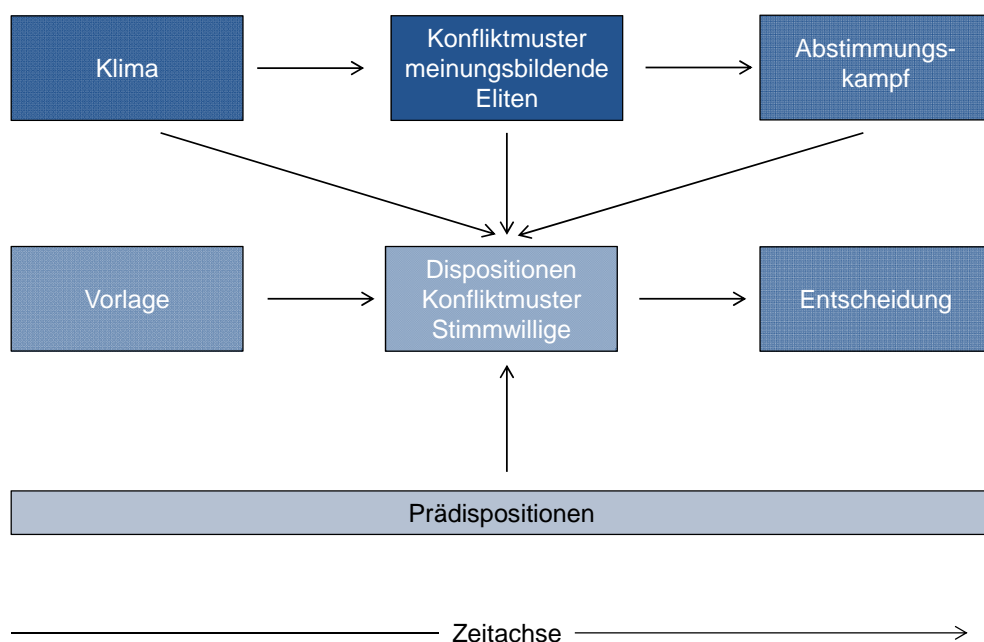 Klima
Konfliktmuster
meinungsbildende
Eliten
Abstimmungs-
kampf
Vorlage
Dispositionen
Konfliktmuster
Stimmwillige
Entscheidung
Prädispositionen
Zeitachse